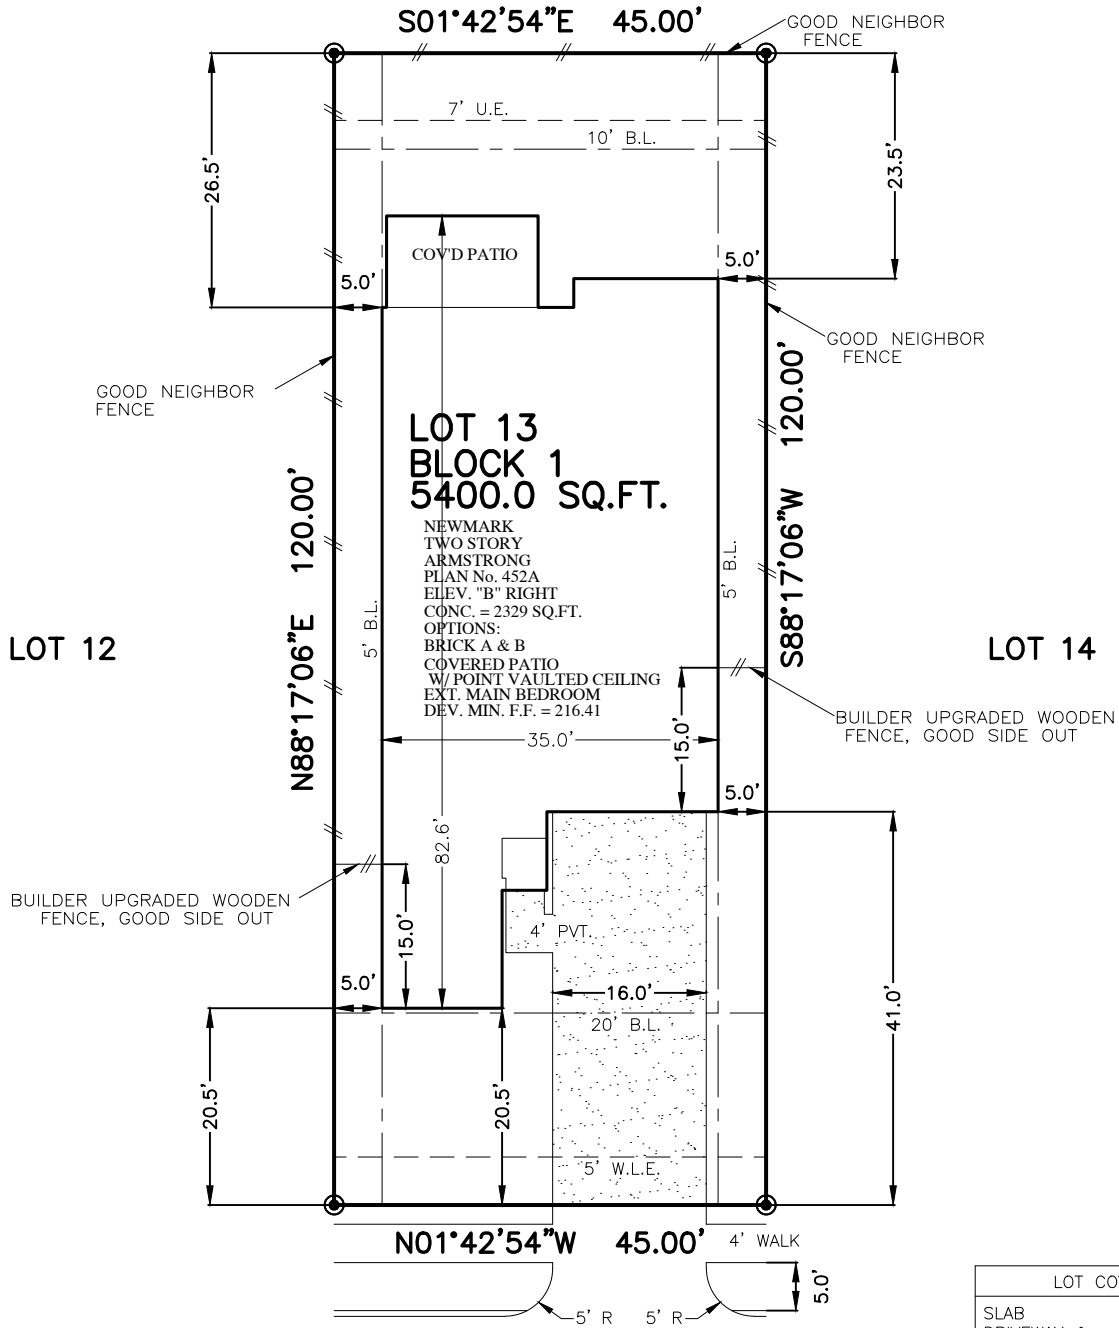 S01°42'54"E 45.00'
GOOD NEIGHBOR
FENCE
7' U.E.
10' B.L.
26.5'
23.5'
COV'D PATIO
5.0'
5.0'
GOOD NEIGHBOR
FENCE
GOOD NEIGHBOR
FENCE
120.00'
LOT 13
BLOCK 1
5400.0 SQ.FT.
NEWMARK
TWO STORY
ARMSTRONG
PLAN No. 452A
ELEV. "B" RIGHT
CONC. = 2329 SQ.FT.
OPTIONS:
BRICK A & B
COVERED PATIO
W/ POINT VAULTED CEILING
EXT. MAIN BEDROOM
DEV. MIN. F.F. = 216.41
N88°17'06"E 120.00'
S88°17'06"W
5' B.L.
5' B.L.
LOT 12
LOT 14
BUILDER UPGRADED WOODEN
FENCE, GOOD SIDE OUT
35.0'
15.0'
5.0'
82.6'
BUILDER UPGRADED WOODEN
FENCE, GOOD SIDE OUT
15.0'
4' PVT.
5.0'
16.0'
20' B.L.
41.0'
20.5'
20.5'
5' W.L.E.
N01°42'54"W 45.00'
4' WALK
5.0'
5' R
5' R
LOT CO
SLAB